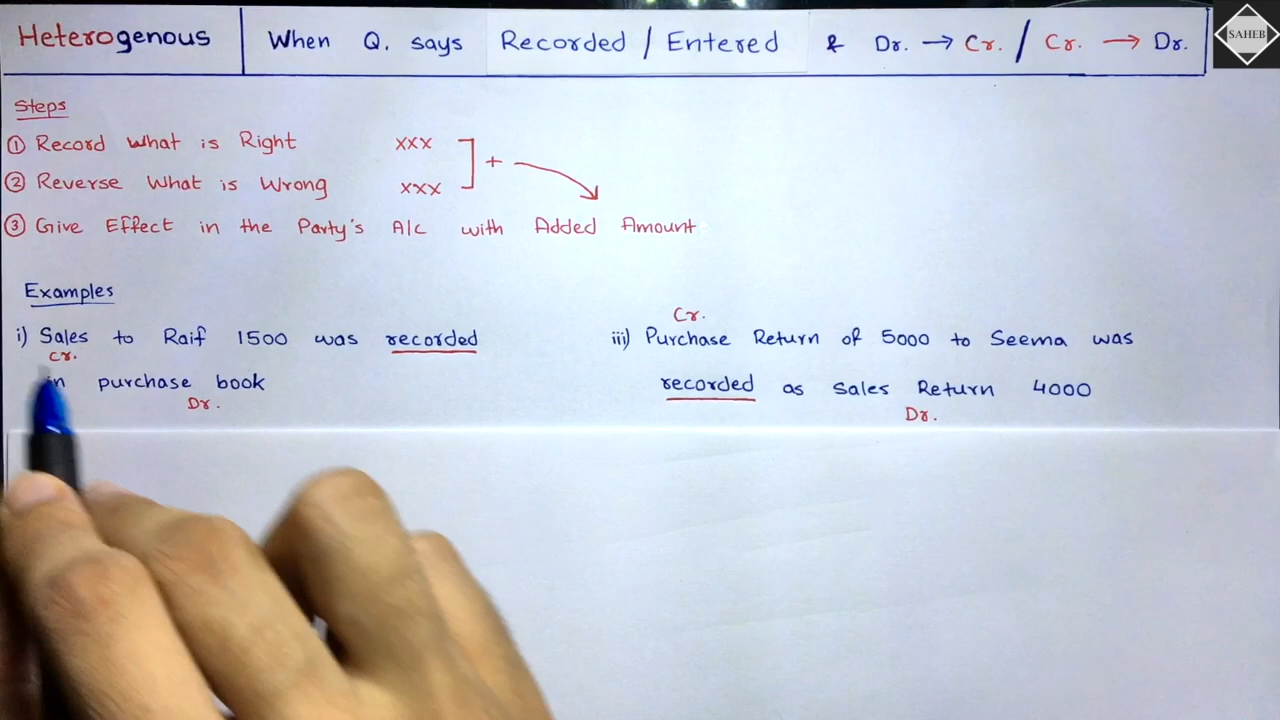 Heterogenous When Q. says Recorded / Entered & Dr. → Cr. / Cr. → Dr.
SAHEB
Steps
① Record What is Right xxx
② Reverse What is Wrong xxx
+
③ Give Effect in the Party's A/c with Added Amount
Examples
i) Sales to Raif 1500 was recorded
Cr.
in purchase book
Dr.
Cr.
iii) Purchase Return of 5000 to Seema was
recorded as Sales Return 4000
Dr.